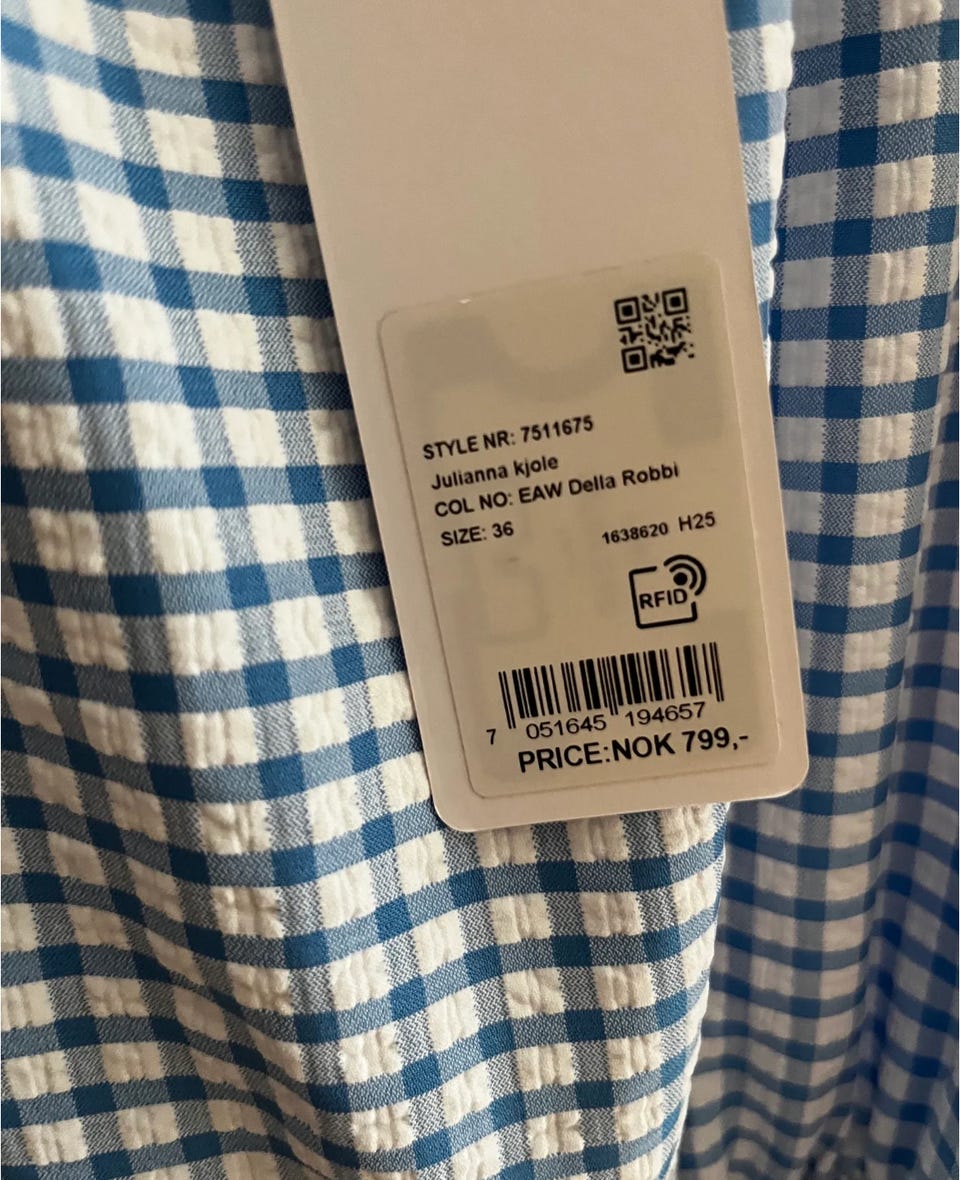 STYLE NR: 7511675
Julianna kjole
COL NO: EAW Della Robbi
SIZE: 36
1638620 H25
RFID
7 051645 194657
PRICE:NOK 799,-